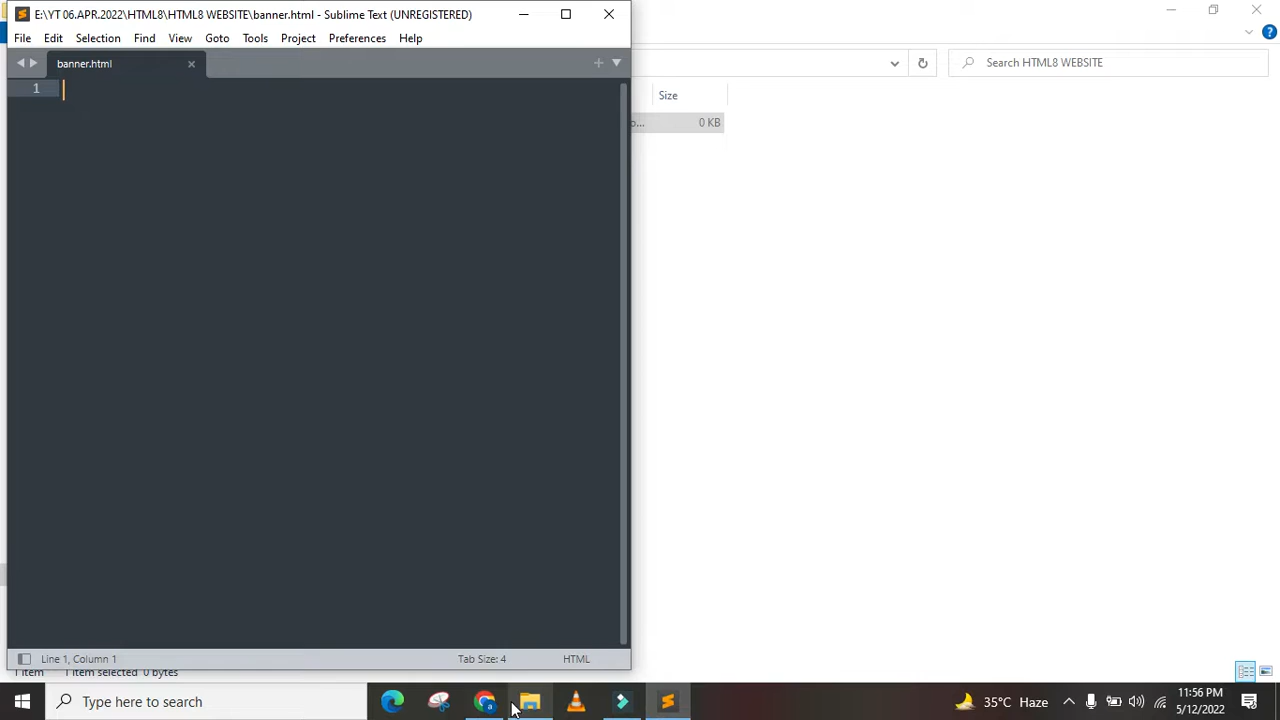 E:\YT 06.APR.2022\HTML8\HTML8 WEBSITE\banner.html - Sublime Text (UNREGISTERED)
File Edit Selection Find View Goto Tools Project Preferences Help
banner.html
Search HTML8 WEBSITE
1
Size
o... 0 KB
Line 1, Column 1 Tab Size: 4 HTML
1 item 1 item selected 0 bytes
Type here to search
35°C Haze
11:56 PM
5/12/2022